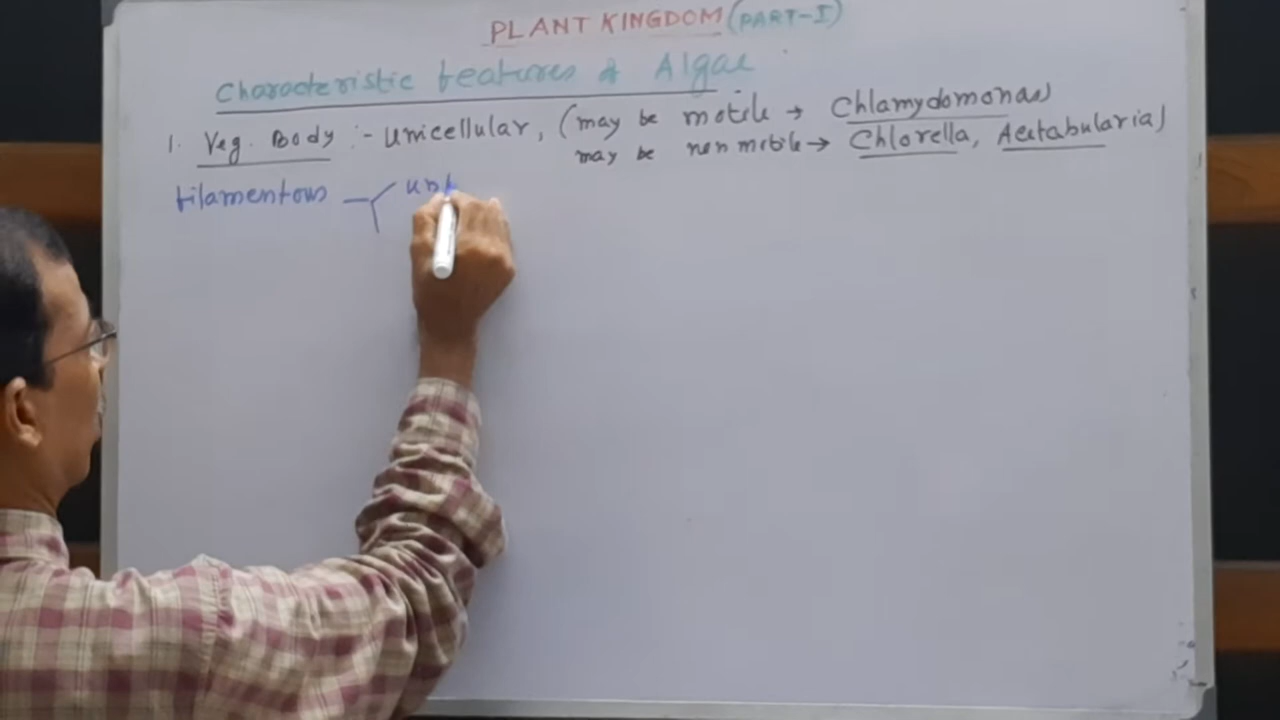 PLANT KINGDOM (PART-I)
Characteristic features of Algae
1. Veg. Body :- Unicellular, (may be motile → Chlamydomonas)
may be non motile → Chlorella, Acetabularia)
filamentous